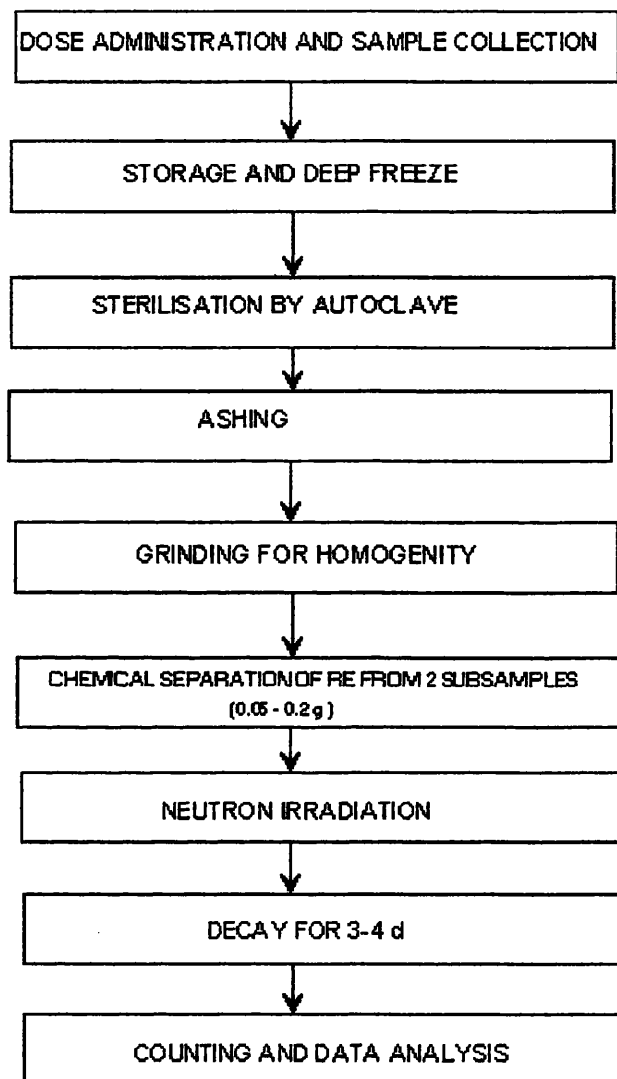 DOSE ADMINISTRATION AND SAMPLE COLLECTION
STORAGE AND DEEP FREEZE
STERILISATION BY AUTOCLAVE
ASHING
GRINDING FOR HOMOGENITY
CHEMICAL SEPARATION OF RE FROM 2 SUBSAMPLES
(0.05 - 0.2 g)
NEUTRON IRRADIATION
DECAY FOR 3-4 d
COUNTING AND DATA ANALYSIS